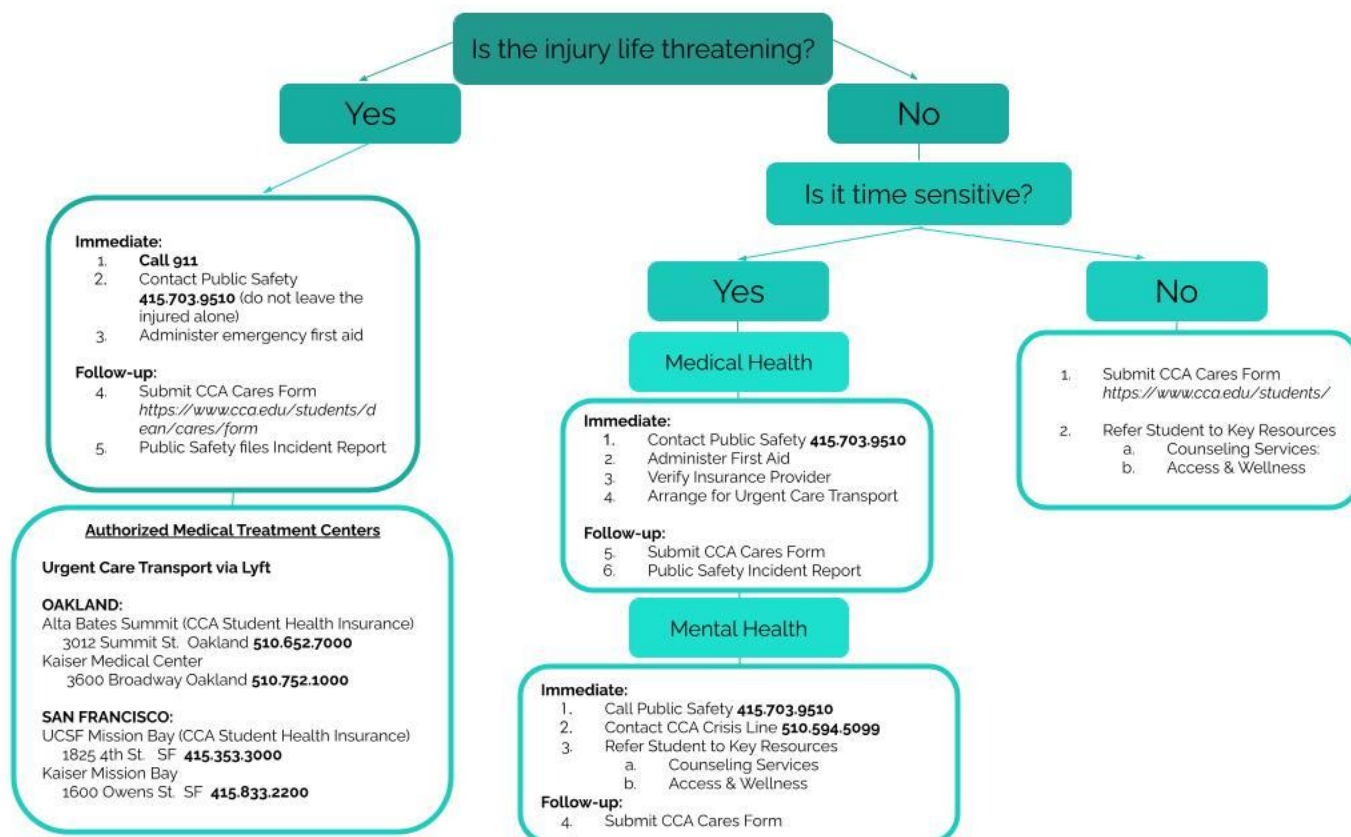 Is the injury life threatening?
Yes
No
Is it time sensitive?
Immediate:
1. Call 911
2. Contact Public Safety
415.703.9510 (do not leave the
injured alone)
3. Administer emergency first aid
Follow-up:
4. Submit CCA Cares Form
https://www.cca.edu/students/d
ean/cares/form
5. Public Safety files Incident Report
Authorized Medical Treatment Centers
Urgent Care Transport via Lyft
OAKLAND:
Alta Bates Summit (CCA Student Health Insurance)
3012 Summit St. Oakland 510.652.7000
Kaiser Medical Center
3600 Broadway Oakland 510.752.1000
SAN FRANCISCO:
UCSF Mission Bay (CCA Student Health Insurance)
1825 4th St. SF 415.353.3000
Kaiser Mission Bay
1600 Owens St. SF 415.833.2200
Yes
Medical Health
Immediate:
1. Contact Public Safety 415.703.9510
2. Administer First Aid
3. Verify Insurance Provider
4. Arrange for Urgent Care Transport
Follow-up:
5. Submit CCA Cares Form
6. Public Safety Incident Report
Mental Health
Immediate:
1. Call Public Safety 415.703.9510
2. Contact CCA Crisis Line 510.594.5099
3. Refer Student to Key Resources
a. Counseling Services
b. Access & Wellness
Follow-up:
4. Submit CCA Cares Form
No
1. Submit CCA Cares Form
https://www.cca.edu/students/
2. Refer Student to Key Resources
a. Counseling Services:
b. Access & Wellness